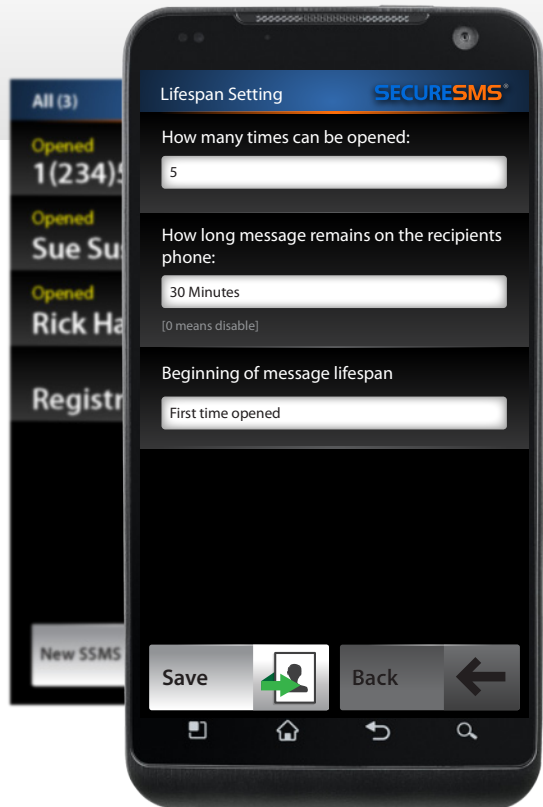 All (3)
Opened
1(234)
Opened
Sue Su
Opened
Rick Ha
Registr
New SSMS
Lifespan Setting
SECURESMS®
How many times can be opened:
5
How long message remains on the recipients
phone:
30 Minutes
[0 means disable]
Beginning of message lifespan
First time opened
Save
Back